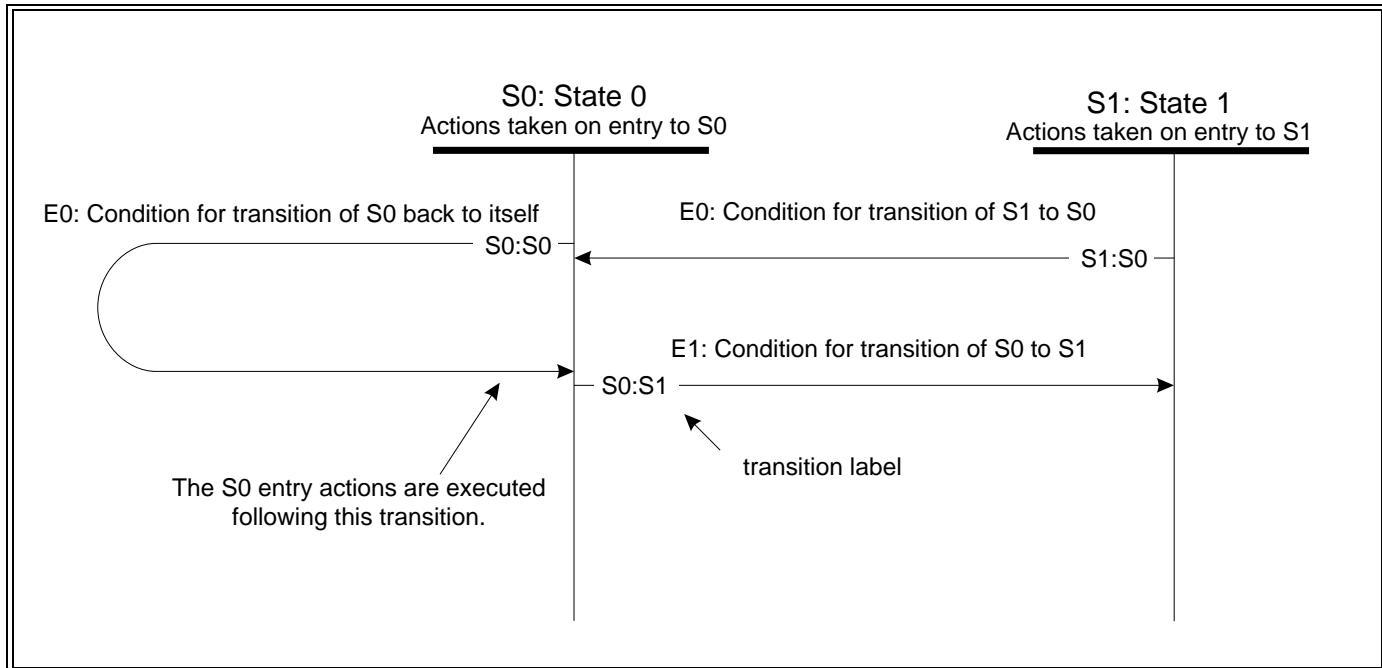 S0: State 0
Actions taken on entry to S0
S1: State 1
Actions taken on entry to S1
E0: Condition for transition of S0 back to itself
S0:S0
E0: Condition for transition of S1 to S0
S1:S0
E1: Condition for transition of S0 to S1
S0:S1
transition label
The S0 entry actions are executed
following this transition.